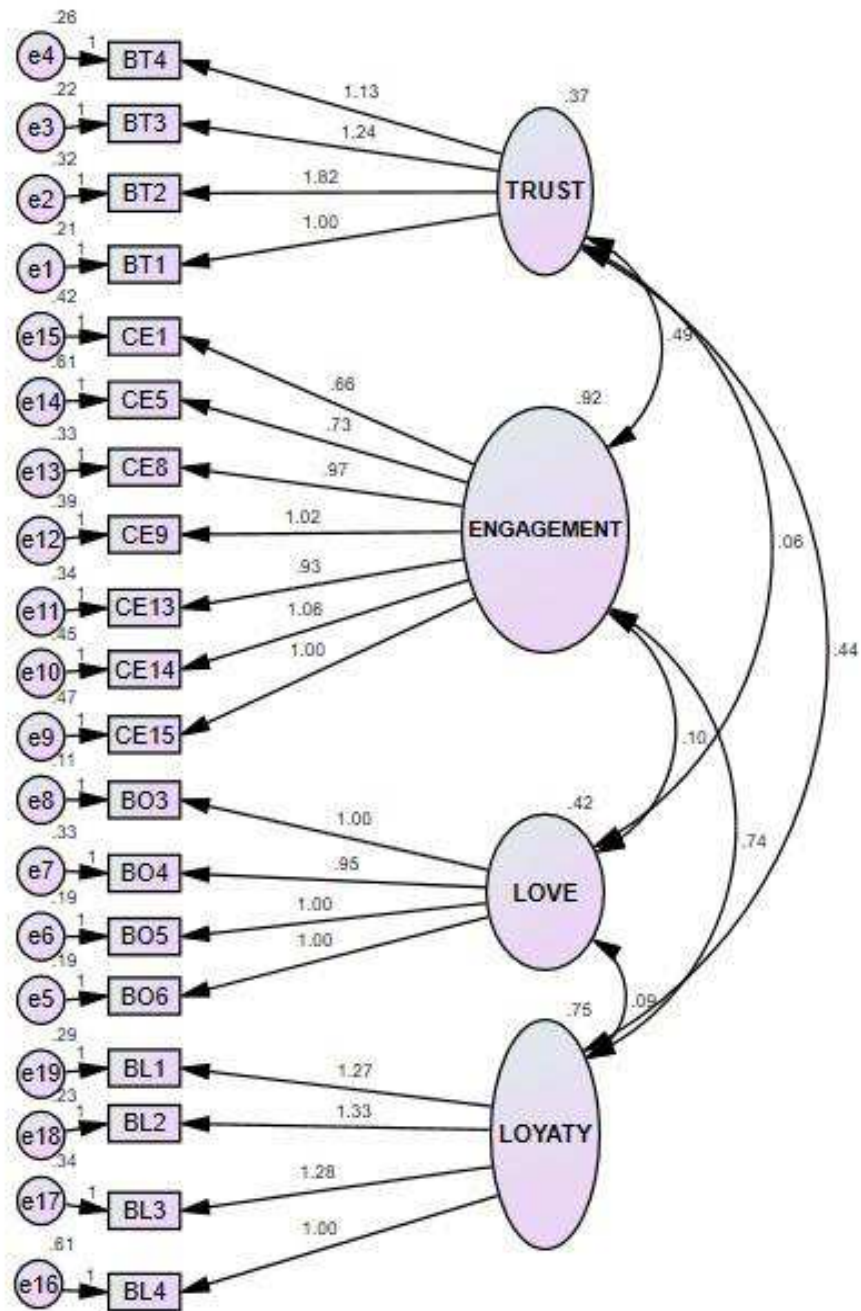 .26
e4 1 BT4
1.13
.37
.22
e3 1 BT3
1.24
.32
e2 1 BT2
1.82
TRUST
.21
e1 1 BT1
1.00
.42
e15 1 CE1
.66
.49
.61
e14 1 CE5
.73
.92
.33
e13 1 CE8
.97
.39
e12 1 CE9
1.02
ENGAGEMENT
.06
.34
e11 1 CE13
.93
.45
e10 1 CE14
1.06
.44
.47
e9 1 CE15
1.00
.10
.11
e8 1 BO3
1.00
.42
.74
.33
e7 1 BO4
.95
LOVE
.19
e6 1 BO5
1.00
.19
e5 1 BO6
1.00
.75
.09
.29
e19 1 BL1
1.27
.23
e18 1 BL2
1.33
LOYATY
.34
e17 1 BL3
1.28
.61
e16 1 BL4
1.00